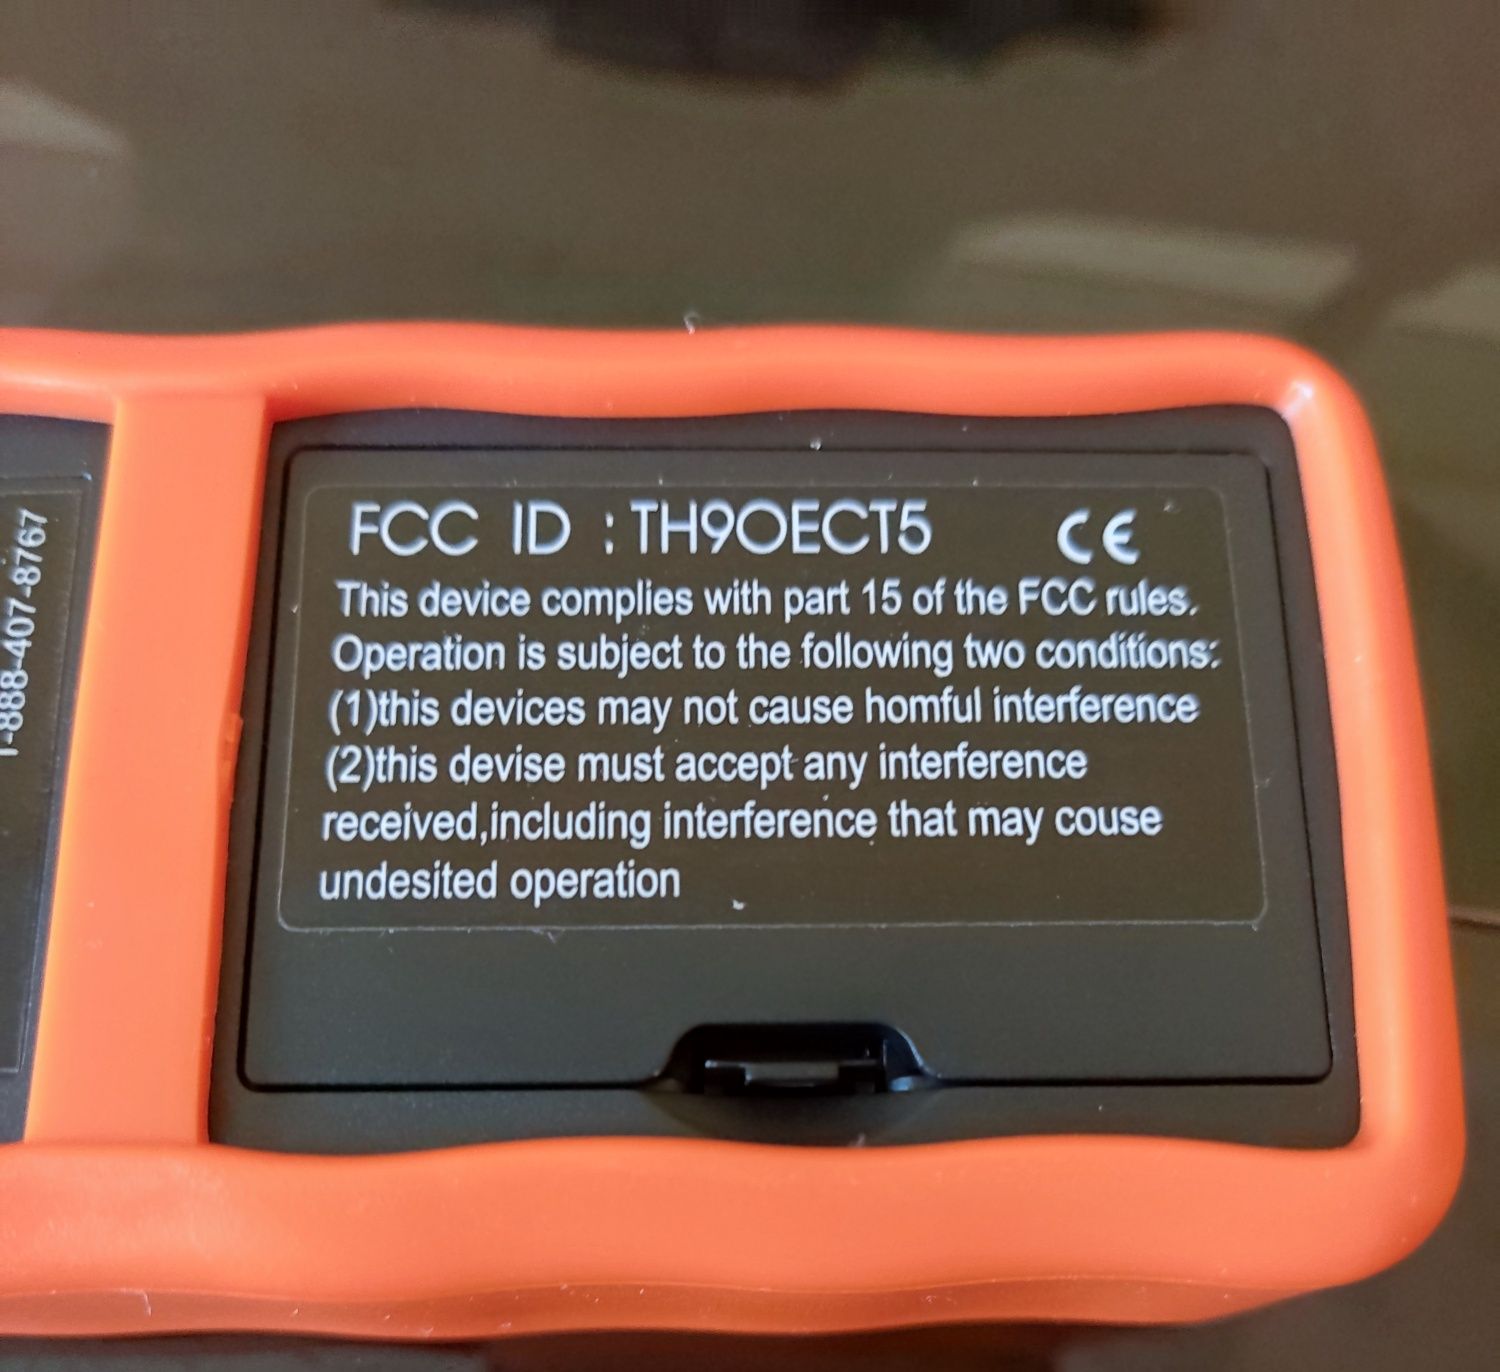 FCC ID : TH9OECT5 CE
This device complies with part 15 of the FCC rules.
Operation is subject to the following two conditions:
(1)this devices may not cause homful interference
(2)this devise must accept any interference
received,including interference that may couse
undesited operation
1-888-407-8767